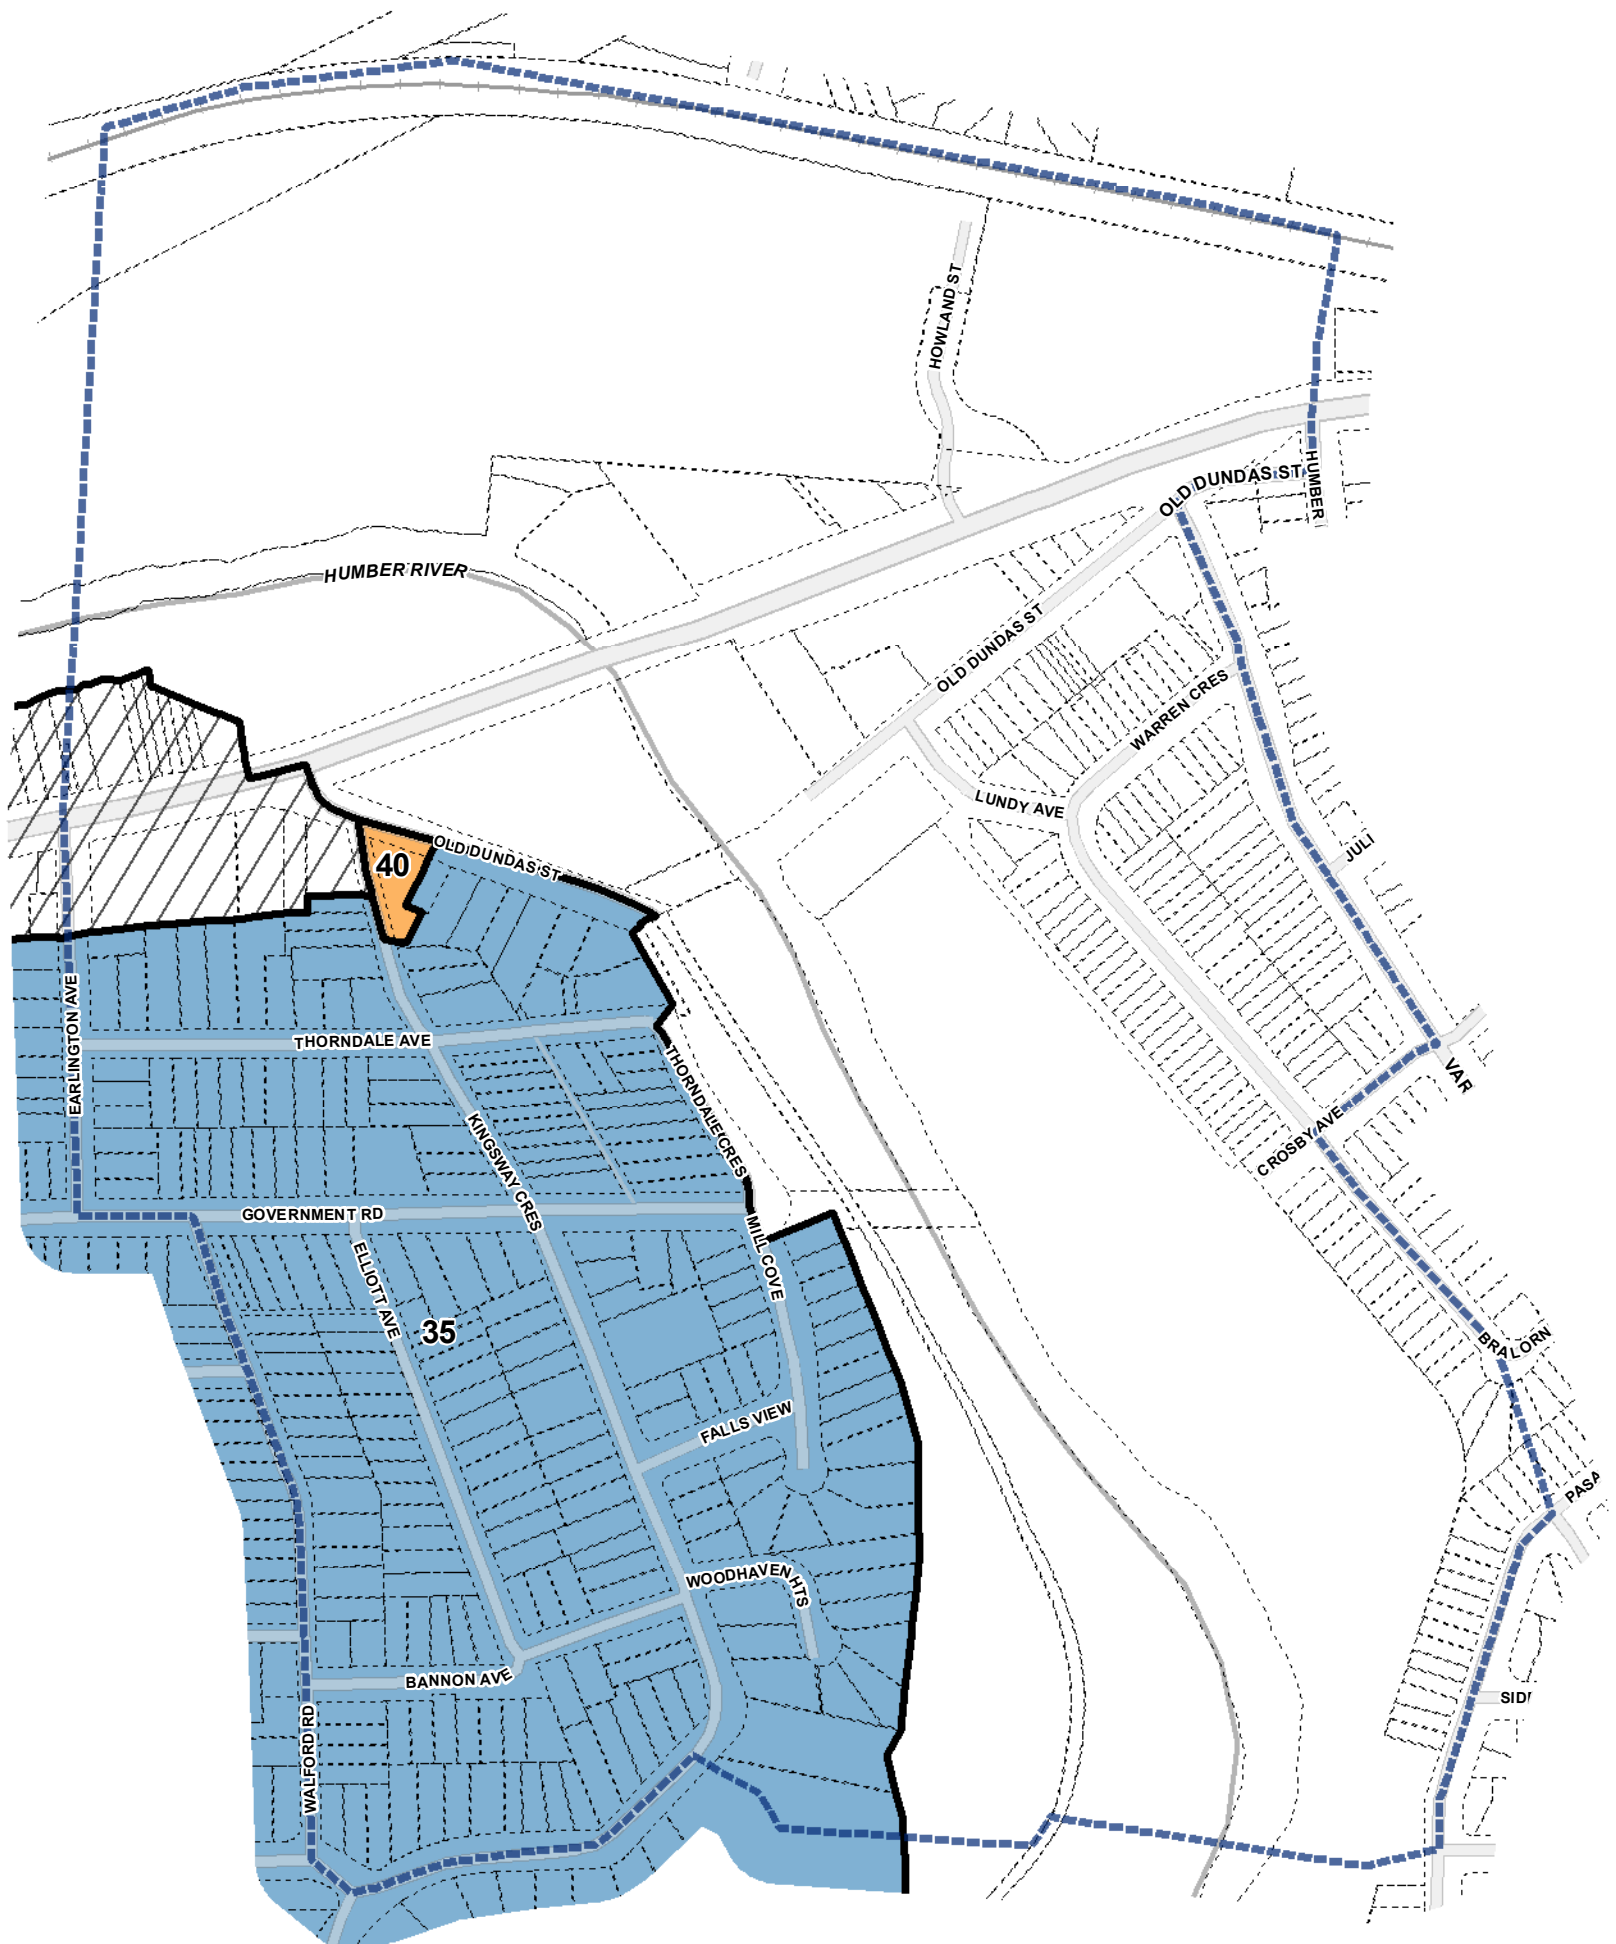 HOWLAND ST
OLD DUNDAS ST
HUMBER
HUMBER RIVER
OLD DUNDAS ST
WARREN CRES
LUNDY AVE
JULI
OLD DUNDAS ST
40
EARLINGTON AVE
THORNDALE AVE
THORNDALE CRES
VAR
CROSBY AVE
KINGSWAY CRES
GOVERNMENT RD
MILL COVE
ELLIOTT AVE
35
BRALORN
FALLS VIEW
PASA
WOODHAVEN HTS
BANNON AVE
SIDI
WALFORD RD